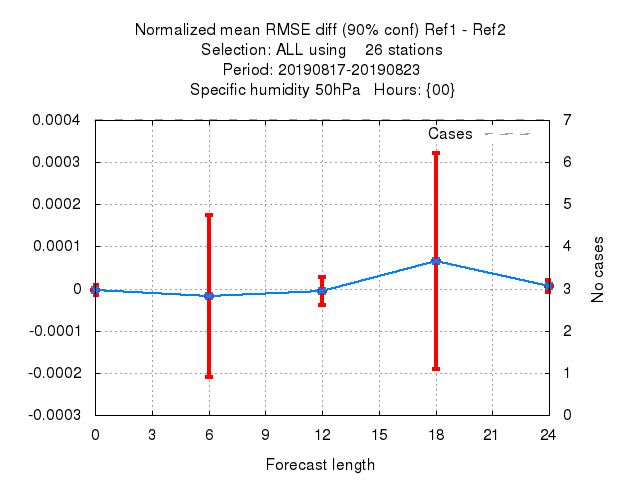 Normalized mean RMSE diff (90% conf) Ref1 - Ref2
Selection: ALL using    26 stations
Period: 20190817-20190823
Specific humidity 50hPa   Hours: {00}
Cases
0.0004
0.0003
0.0002
0.0001
0
-0.0001
-0.0002
-0.0003
7
6
5
4
3
2
1
0
No cases
0 3 6 9 12 15 18 21 24
Forecast length